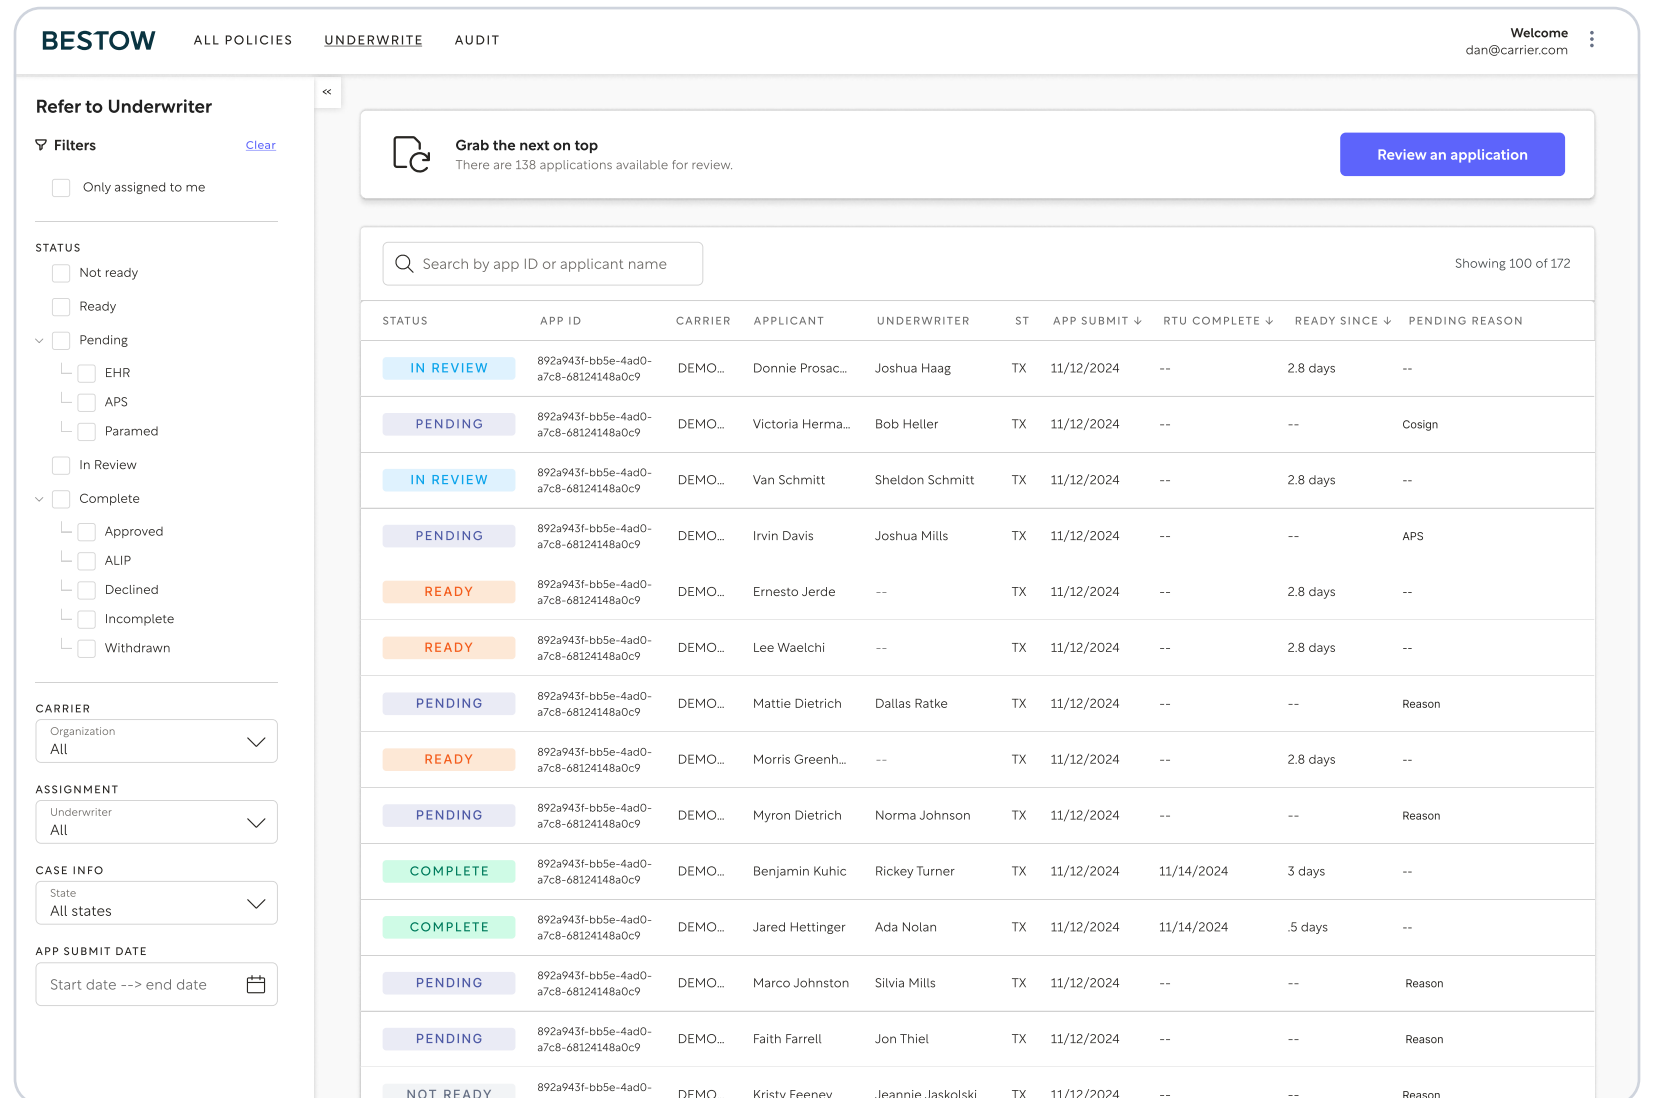 BESTOW
ALL POLICIES UNDERWRITE AUDIT
Welcome
dan@carrier.com
«
Refer to Underwriter
Filters Clear
Only assigned to me
STATUS
Not ready
Ready
Pending
EHR
APS
Paramed
In Review
Complete
Approved
ALIP
Declined
Incomplete
Withdrawn
CARRIER
Organization
All
ASSIGNMENT
Underwriter
All
CASE INFO
State
All states
APP SUBMIT DATE
Start date --> end date
Grab the next on top
There are 138 applications available for review.
Review an application
Search by app ID or applicant name
Showing 100 of 172
STATUS APP ID CARRIER APPLICANT UNDERWRITER ST APP SUBMIT ↓ RTU COMPLETE ↓ READY SINCE ↓ PENDING REASON
IN REVIEW 892a943f-bb5e-4ad0-a7c8-68124148a0c9 DEMO... Donnie Prosac... Joshua Haag TX 11/12/2024 -- 2.8 days --
PENDING 892a943f-bb5e-4ad0-a7c8-68124148a0c9 DEMO... Victoria Herma... Bob Heller TX 11/12/2024 -- -- Cosign
IN REVIEW 892a943f-bb5e-4ad0-a7c8-68124148a0c9 DEMO... Van Schmitt Sheldon Schmitt TX 11/12/2024 -- 2.8 days --
PENDING 892a943f-bb5e-4ad0-a7c8-68124148a0c9 DEMO... Irvin Davis Joshua Mills TX 11/12/2024 -- -- APS
READY 892a943f-bb5e-4ad0-a7c8-68124148a0c9 DEMO... Ernesto Jerde -- TX 11/12/2024 -- 2.8 days --
READY 892a943f-bb5e-4ad0-a7c8-68124148a0c9 DEMO... Lee Waelchi -- TX 11/12/2024 -- 2.8 days --
PENDING 892a943f-bb5e-4ad0-a7c8-68124148a0c9 DEMO... Mattie Dietrich Dallas Ratke TX 11/12/2024 -- -- Reason
READY 892a943f-bb5e-4ad0-a7c8-68124148a0c9 DEMO... Morris Greenh... -- TX 11/12/2024 -- 2.8 days --
PENDING 892a943f-bb5e-4ad0-a7c8-68124148a0c9 DEMO... Myron Dietrich Norma Johnson TX 11/12/2024 -- -- Reason
COMPLETE 892a943f-bb5e-4ad0-a7c8-68124148a0c9 DEMO... Benjamin Kuhic Rickey Turner TX 11/12/2024 11/14/2024 3 days --
COMPLETE 892a943f-bb5e-4ad0-a7c8-68124148a0c9 DEMO... Jared Hettinger Ada Nolan TX 11/12/2024 11/14/2024 .5 days --
PENDING 892a943f-bb5e-4ad0-a7c8-68124148a0c9 DEMO... Marco Johnston Silvia Mills TX 11/12/2024 -- -- Reason
PENDING 892a943f-bb5e-4ad0-a7c8-68124148a0c9 DEMO... Faith Farrell Jon Thiel TX 11/12/2024 -- -- Reason
NOT READY 892a943f-bb5e-4ad0- DEMO... Kristy Feeney Jeannie Jaskolski TX 11/12/2024 -- -- Reason